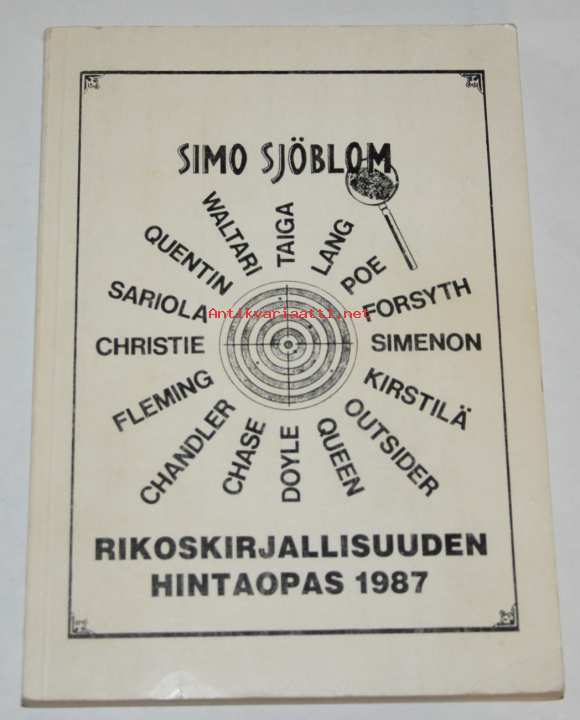 SIMO SJÖBLOM
TAIGA
LANG
POE
FORSYTH
SIMENON
KIRSTILÄ
OUTSIDER
QUEEN
DOYLE
CHASE
CHANDLER
FLEMING
CHRISTIE
SARIOLA
QUENTIN
WALTARI
Antikvariaatti.net
RIKOSKIRJALLISUUDEN
HINTAOPAS 1987